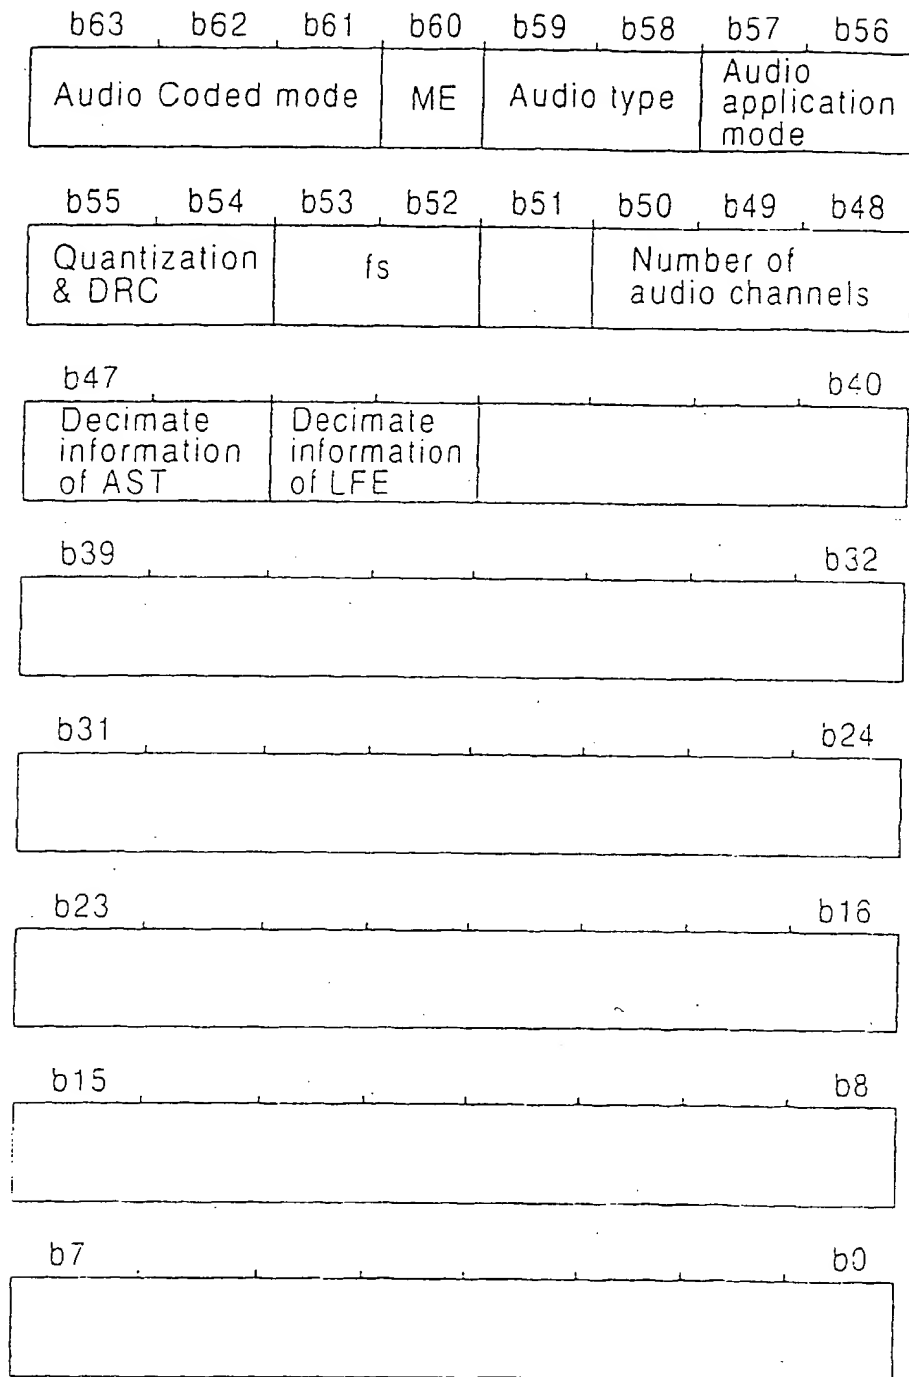 b63 b62 b61 b60 b59 b58 b57 b56
Audio Coded mode ME Audio type Audio
application
mode
b55 b54 b53 b52 b51 b50 b49 b48
Quantization
& DRC fs Number of
audio channels
b47 b40
Decimate
information
of AST Decimate
information
of LFE
b39 b32
b31 b24
b23 b16
b15 b8
b7 b0